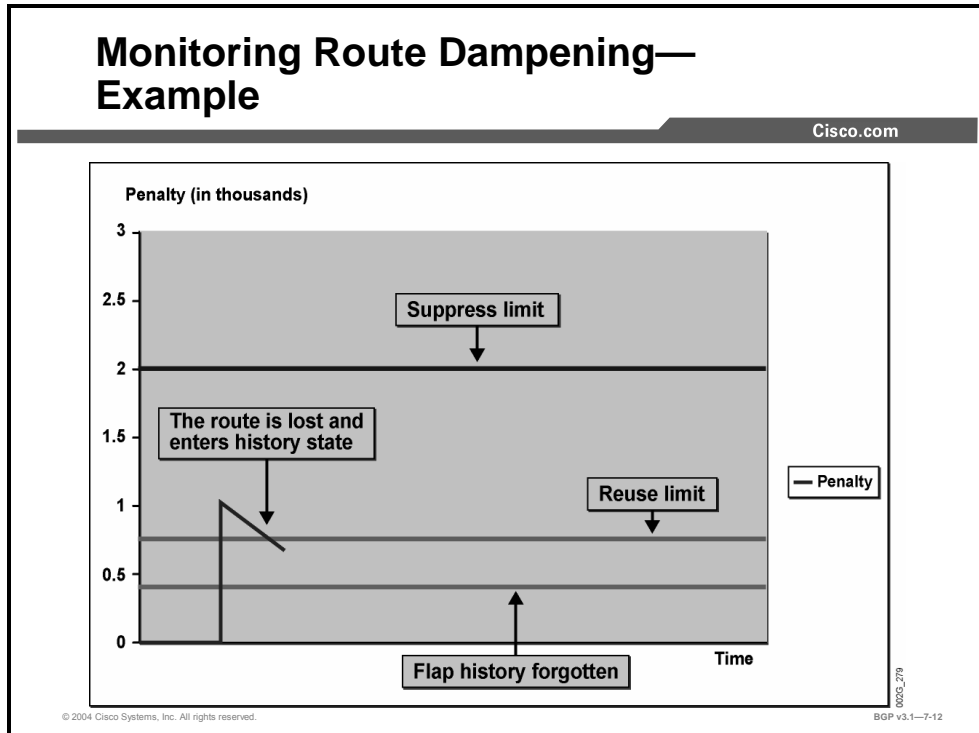 Monitoring Route Dampening—
Example
Cisco.com
Penalty (in thousands)
3
2.5
Suppress limit
2
The route is lost and
enters history state
1.5
Reuse limit
Penalty
1
0.5
0
Time
Flap history forgotten
002G_279
© 2004 Cisco Systems, Inc. All rights reserved.
BGP v3.1—7-12